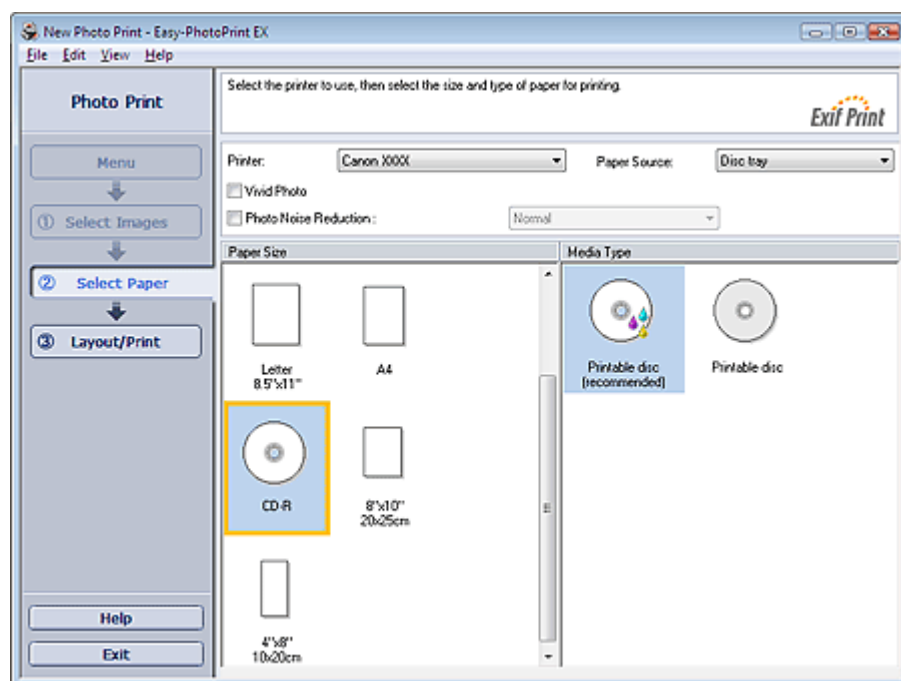 New Photo Print - Easy-PhotoPrint EX
File Edit View Help
Photo Print
Select the printer to use, then select the size and type of paper for printing.
Exif Print
Menu
① Select Images
② Select Paper
③ Layout/Print
Help
Exit
Printer: Canon XXXX Paper Source: Disc tray
Vivid Photo
Photo Noise Reduction : Normal
Paper Size
Letter
8.5"x11"
A4
CD-R
8"x10"
20x25cm
4"x8"
10x20cm
Media Type
Printable disc
(recommended)
Printable disc